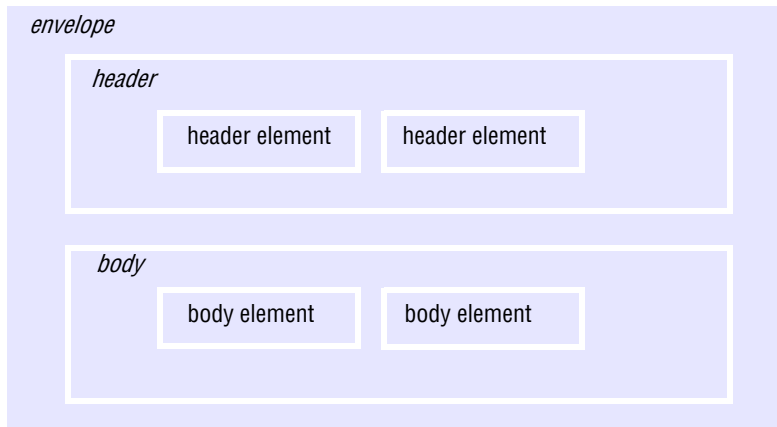 envelope
header
header element header element
body
body element body element